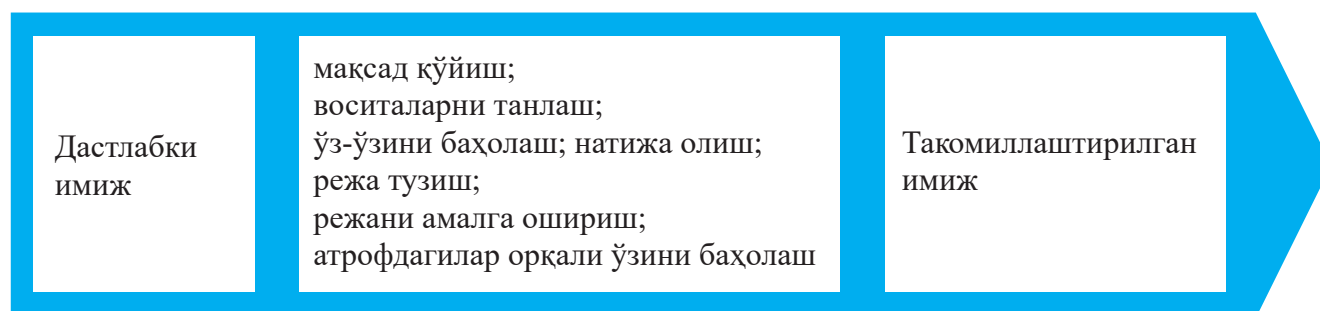 Дастлабки
имиж
мақсад қўйиш;
воситаларни танлаш;
ўз-ўзини баҳолаш; натижа олиш;
режа тузиш;
режани амалга ошириш;
атрофдагилар орқали ўзини баҳолаш
Такомиллаштирилган
имиж